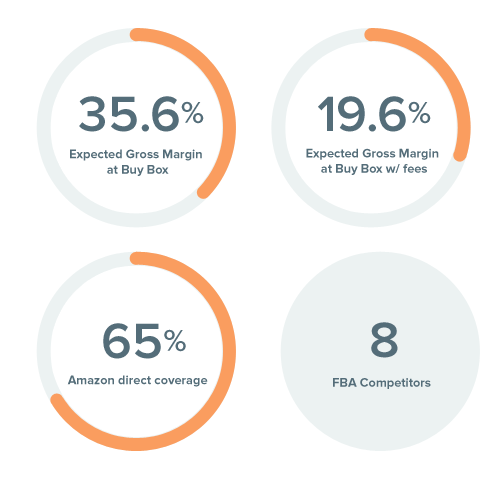 35.6%
Expected Gross Margin
at Buy Box
19.6%
Expected Gross Margin
at Buy Box w/ fees
65%
Amazon direct coverage
8
FBA Competitors